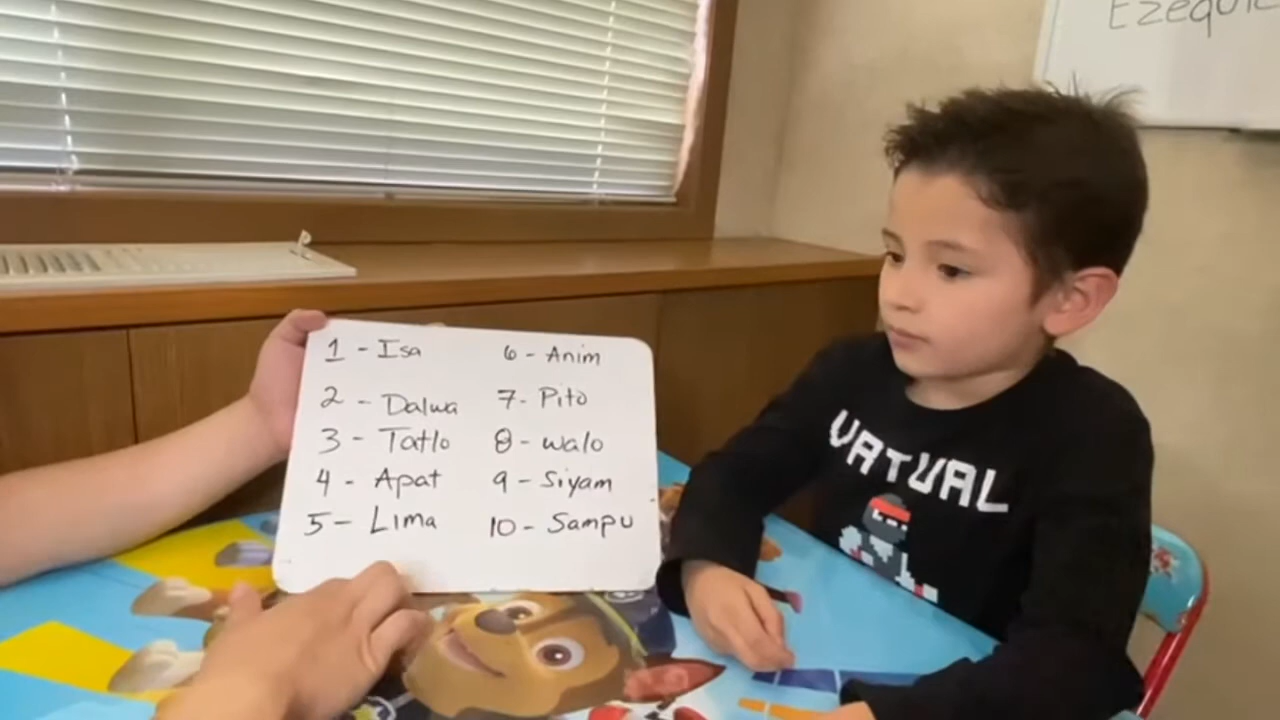 Ezequie
1 - Isa
2 - Dalwa
3 - Tatlo
4 - Apat
5 - Lima
6 - Anim
7 - Pito
8 - walo
9 - Siyam
10 - Sampu
VATUAL